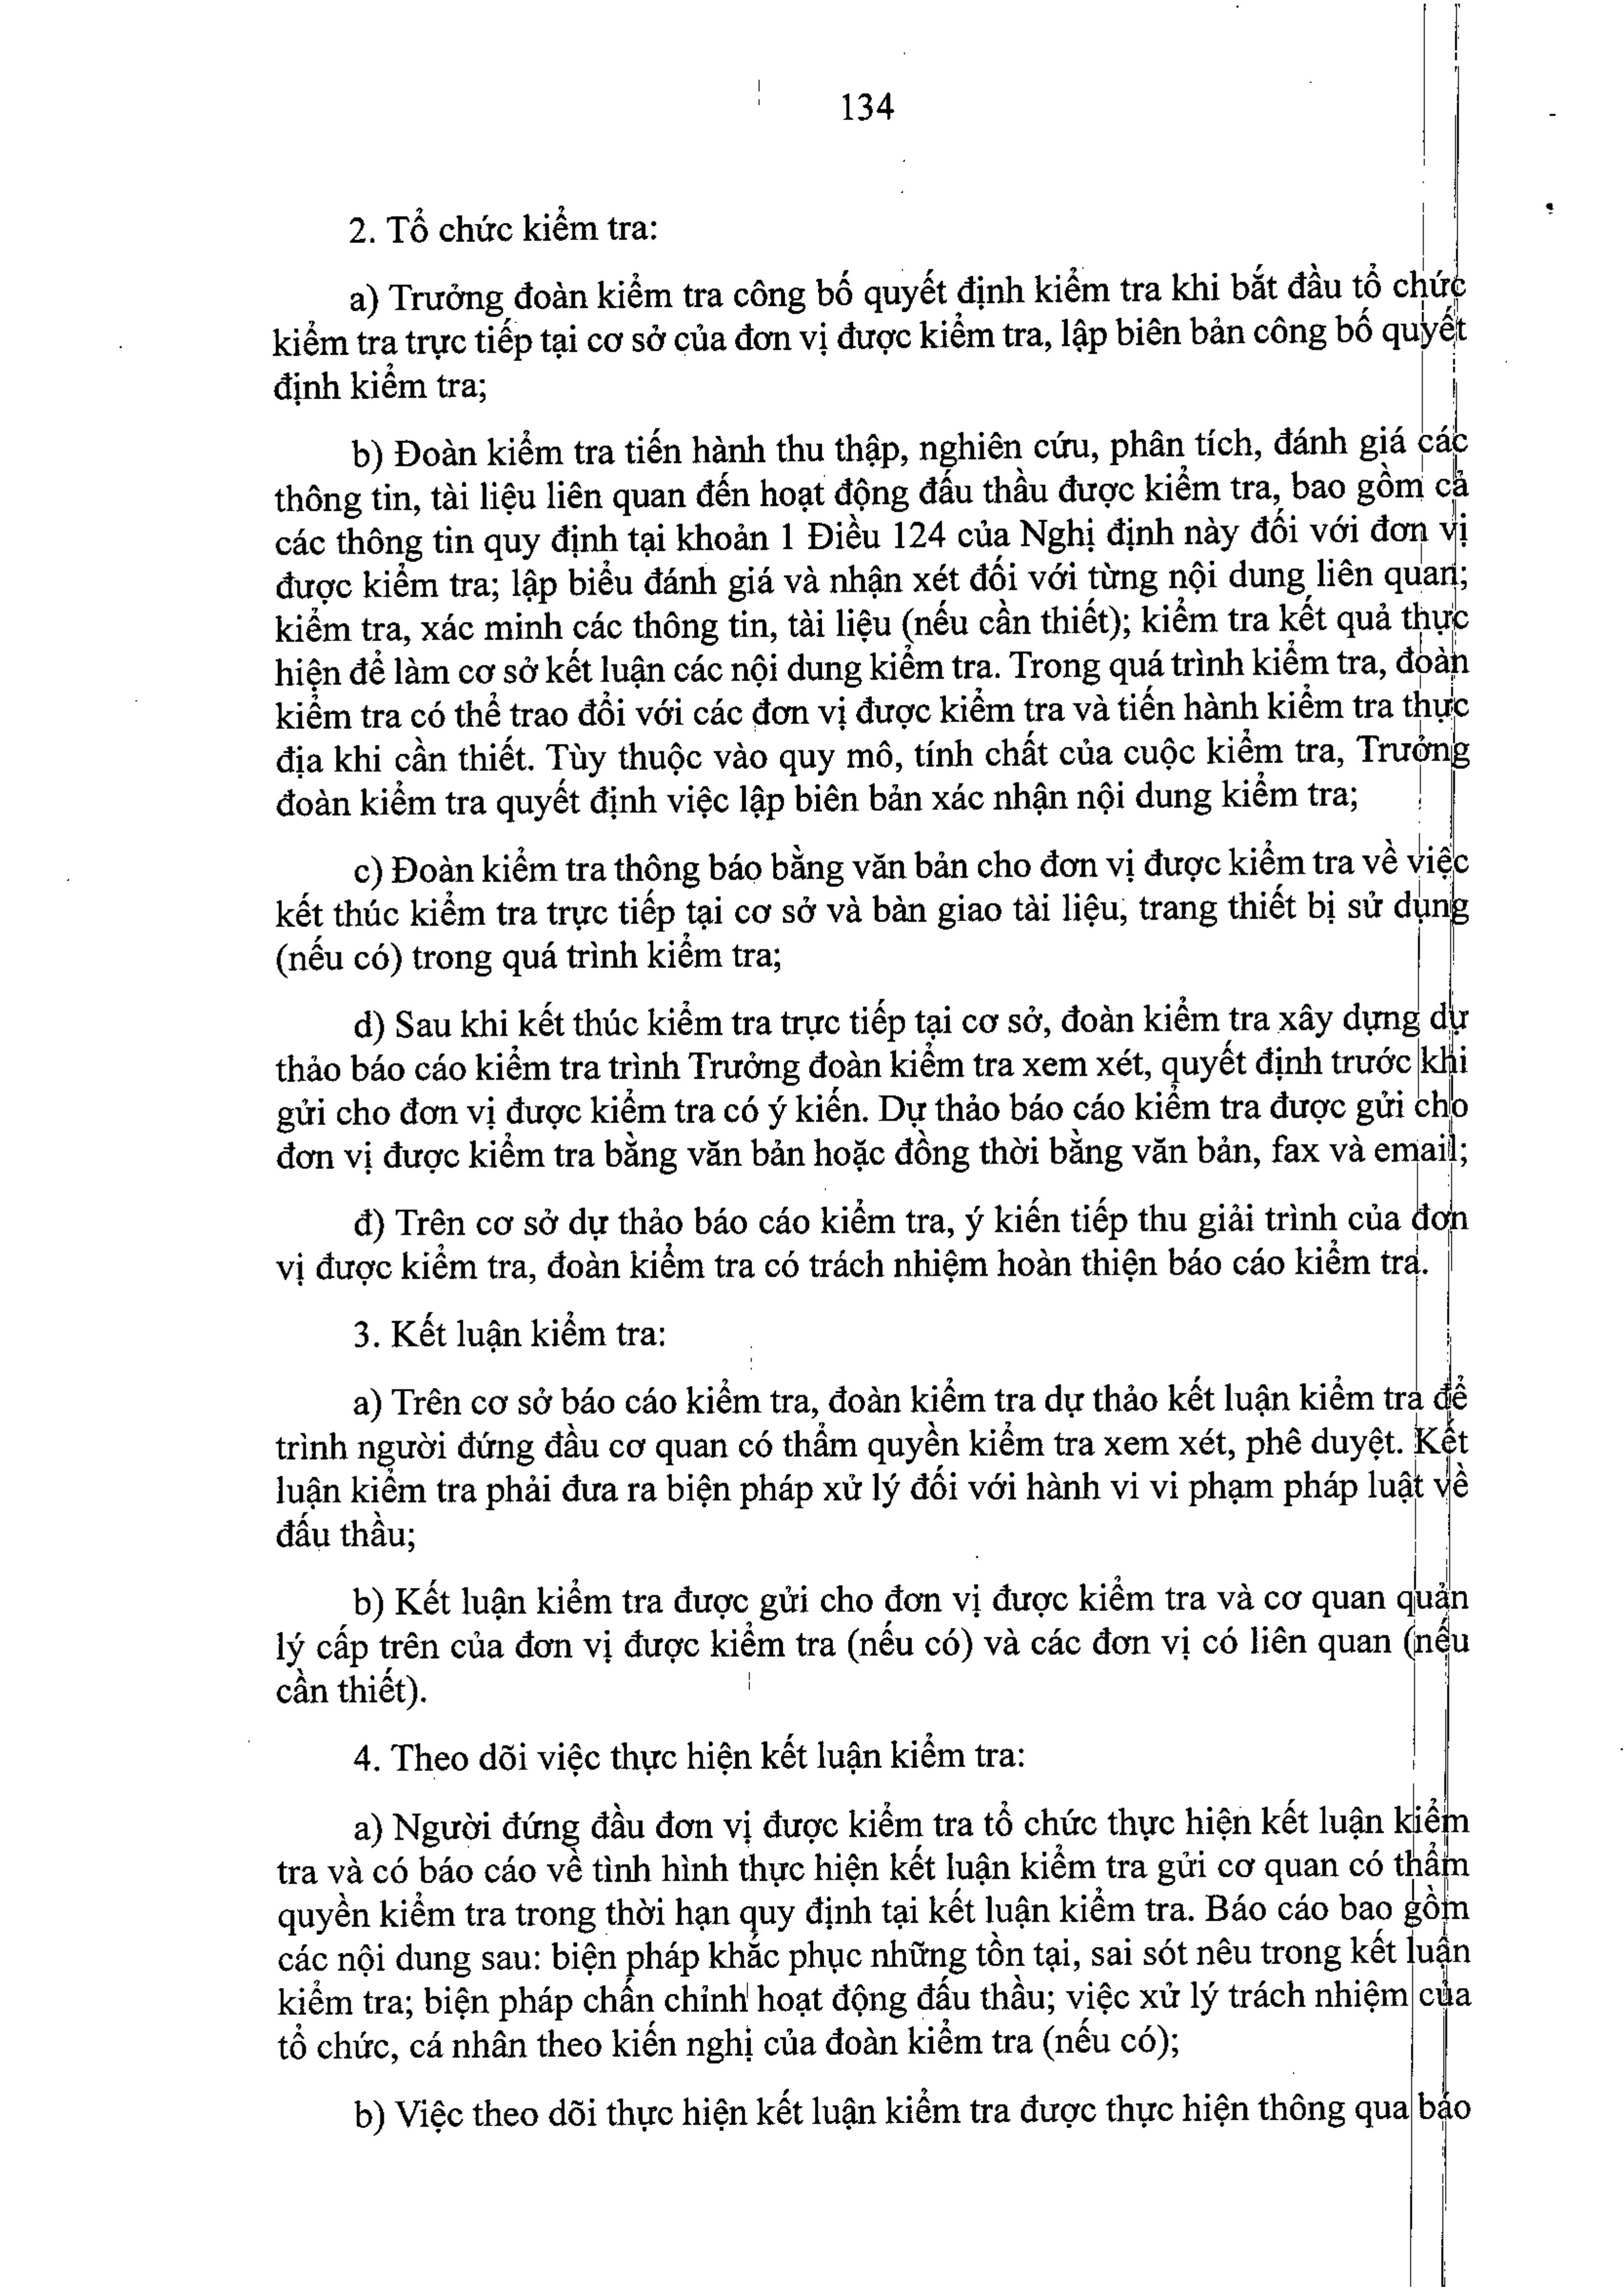 134
2. Tổ chức kiểm tra:
a) Trưởng đoàn kiểm tra công bố quyết định kiểm tra khi bắt đầu tổ chức
kiểm tra trực tiếp tại cơ sở của đơn vị được kiểm tra, lập biên bản công bố quyết
định kiểm tra;
b) Đoàn kiểm tra tiến hành thu thập, nghiên cứu, phân tích, đánh giá các
thông tin, tài liệu liên quan đến hoạt động đấu thầu được kiểm tra, bao gồm cả
các thông tin quy định tại khoản 1 Điều 124 của Nghị định này đối với đơn vị
được kiểm tra; lập biểu đánh giá và nhận xét đối với từng nội dung liên quan;
kiểm tra, xác minh các thông tin, tài liệu (nếu cần thiết); kiểm tra kết quả thực
hiện để làm cơ sở kết luận các nội dung kiểm tra. Trong quá trình kiểm tra, đoàn
kiểm tra có thể trao đổi với các đơn vị được kiểm tra và tiến hành kiểm tra thực
địa khi cần thiết. Tùy thuộc vào quy mô, tính chất của cuộc kiểm tra, Trưởng
đoàn kiểm tra quyết định việc lập biên bản xác nhận nội dung kiểm tra;
c) Đoàn kiểm tra thông báo bằng văn bản cho đơn vị được kiểm tra về việc
kết thúc kiểm tra trực tiếp tại cơ sở và bàn giao tài liệu, trang thiết bị sử dụng
(nếu có) trong quá trình kiểm tra;
d) Sau khi kết thúc kiểm tra trực tiếp tại cơ sở, đoàn kiểm tra xây dựng dự
thảo báo cáo kiểm tra trình Trưởng đoàn kiểm tra xem xét, quyết định trước khi
gửi cho đơn vị được kiểm tra có ý kiến. Dự thảo báo cáo kiểm tra được gửi cho
đơn vị được kiểm tra bằng văn bản hoặc đồng thời bằng văn bản, fax và email;
đ) Trên cơ sở dự thảo báo cáo kiểm tra, ý kiến tiếp thu giải trình của đơn
vị được kiểm tra, đoàn kiểm tra có trách nhiệm hoàn thiện báo cáo kiểm tra.
3. Kết luận kiểm tra:
a) Trên cơ sở báo cáo kiểm tra, đoàn kiểm tra dự thảo kết luận kiểm tra để
trình người đứng đầu cơ quan có thẩm quyền kiểm tra xem xét, phê duyệt. Kết
luận kiểm tra phải đưa ra biện pháp xử lý đối với hành vi vi phạm pháp luật về
đấu thầu;
b) Kết luận kiểm tra được gửi cho đơn vị được kiểm tra và cơ quan quản
lý cấp trên của đơn vị được kiểm tra (nếu có) và các đơn vị có liên quan (nếu
cần thiết).
4. Theo dõi việc thực hiện kết luận kiểm tra:
a) Người đứng đầu đơn vị được kiểm tra tổ chức thực hiện kết luận kiểm
tra và có báo cáo về tình hình thực hiện kết luận kiểm tra gửi cơ quan có thẩm
quyền kiểm tra trong thời hạn quy định tại kết luận kiểm tra. Báo cáo bao gồm
các nội dung sau: biện pháp khắc phục những tồn tại, sai sót nêu trong kết luận
kiểm tra; biện pháp chấn chỉnh hoạt động đấu thầu; việc xử lý trách nhiệm của
tổ chức, cá nhân theo kiến nghị của đoàn kiểm tra (nếu có);
b) Việc theo dõi thực hiện kết luận kiểm tra được thực hiện thông qua báo